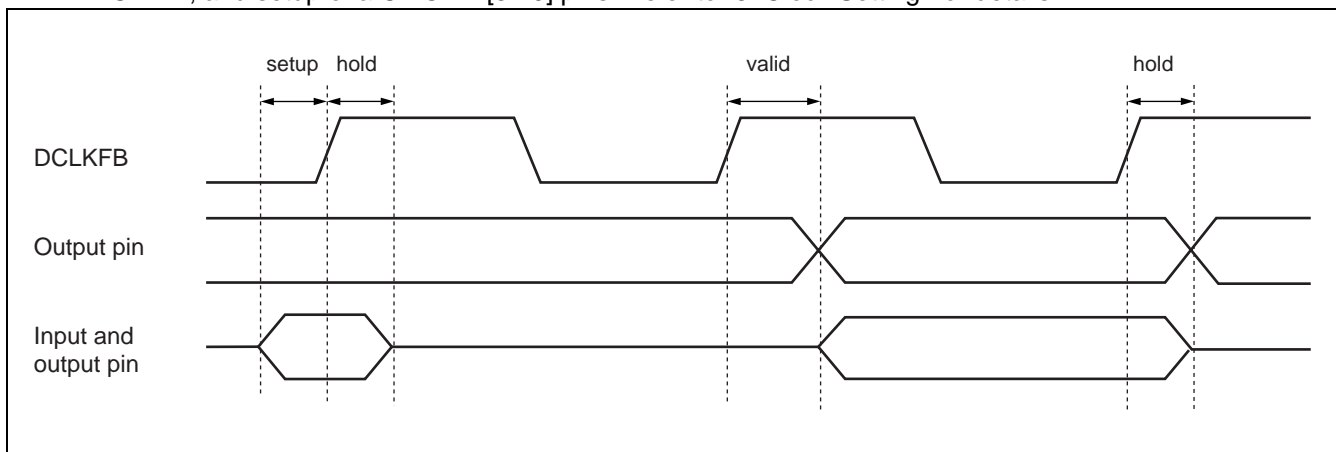 setup hold valid hold
DCLKFB
Output pin
Input and
output pin